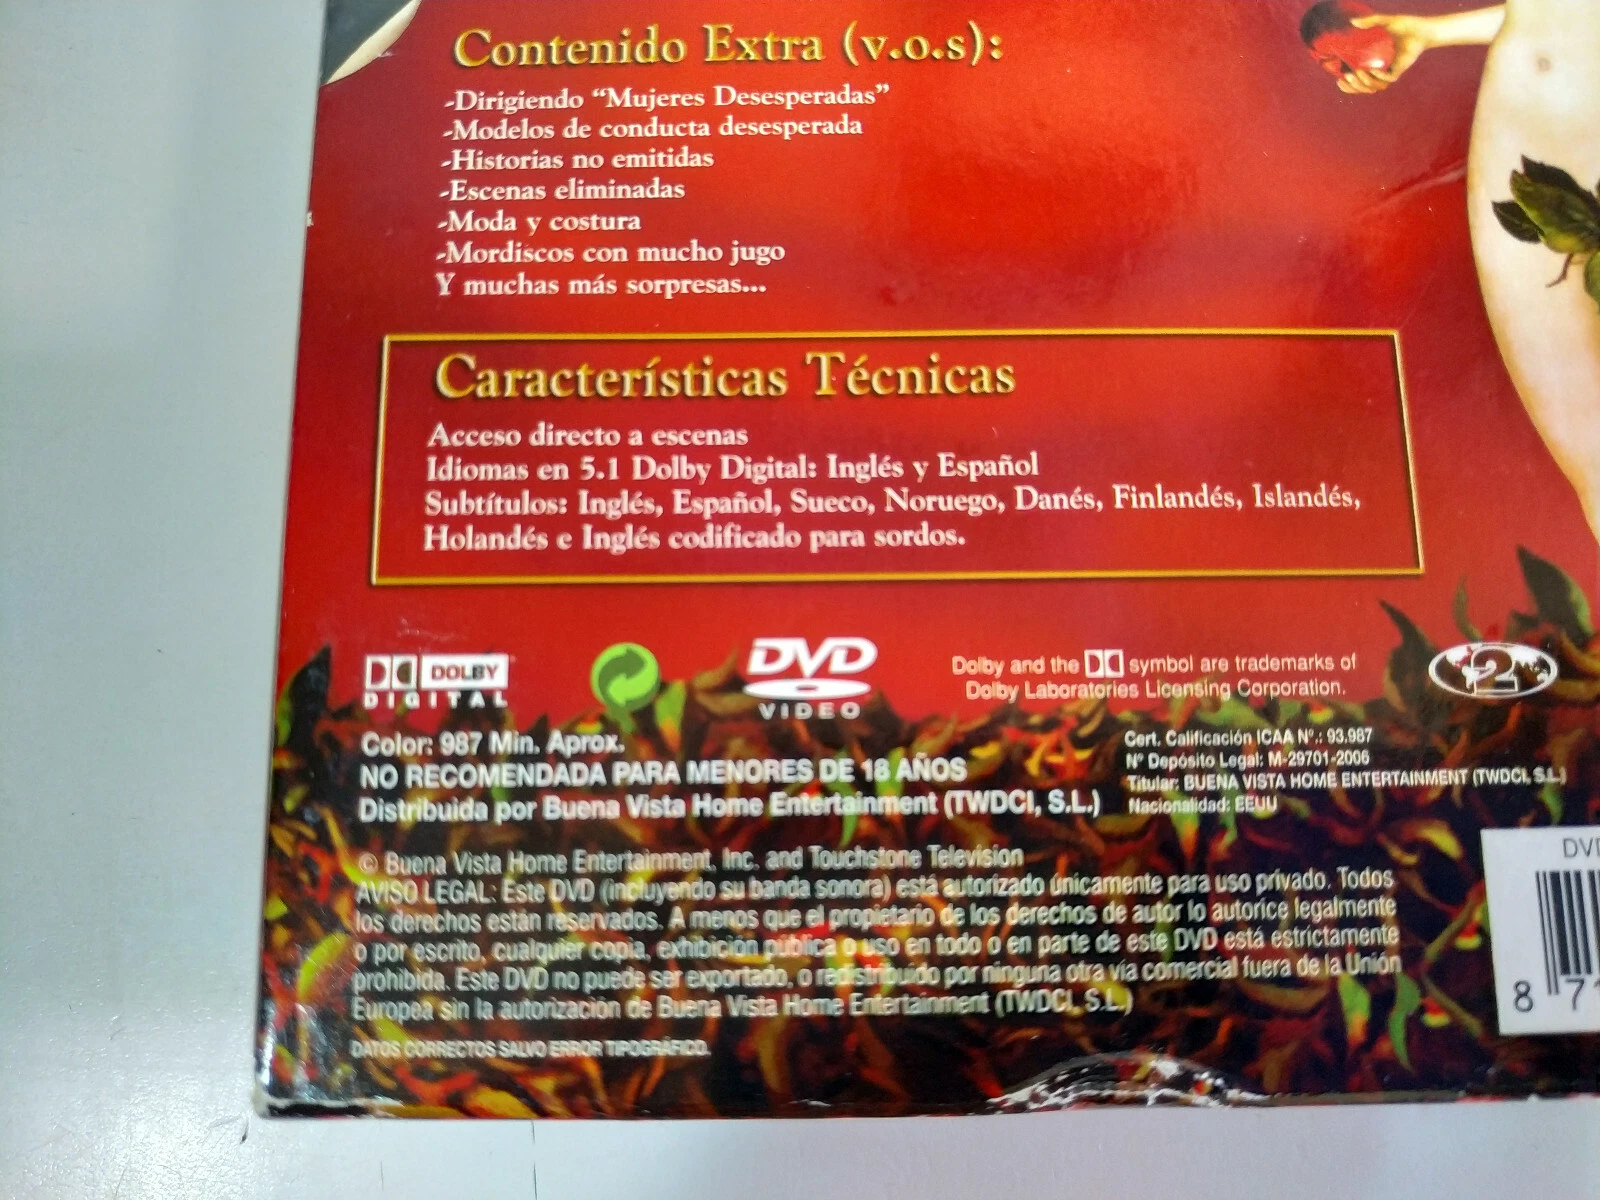 Contenido Extra (v.o.s):
-Dirigiendo “Mujeres Desesperadas”
-Modelos de conducta desesperada
-Historias no emitidas
-Escenas eliminadas
-Moda y costura
-Mordiscos con mucho jugo
Y muchas más sorpresas...
Características Técnicas
Acceso directo a escenas
Idiomas en 5.1 Dolby Digital: Inglés y Español
Subtítulos: Inglés, Español, Sueco, Noruego, Danés, Finlandés, Islandés,
Holandés e Inglés codificado para sordos.
DOLBY
DIGITAL
DVD
VIDEO
Dolby and the symbol are trademarks of
Dolby Laboratories Licensing Corporation.
2
Color: 987 Min. Aprox.
NO RECOMENDADA PARA MENORES DE 18 AÑOS
Distribuida por Buena Vista Home Entertainment (TWDCI, S.L.)
Cert. Calificación ICAA Nº.: 93.987
Nº Depósito Legal: M-29701-2006
Titular: BUENA VISTA HOME ENTERTAINMENT (TWDCI, S.L.)
Nacionalidad: EEUU
© Buena Vista Home Entertainment, Inc. and Touchstone Television
AVISO LEGAL: Este DVD (incluyendo su banda sonora) está autorizado únicamente para uso privado. Todos
los derechos están reservados. A menos que el propietario de los derechos de autor lo autorice legalmente
o por escrito, cualquier copia, exhibición pública o uso en todo o en parte de este DVD está estrictamente
prohibida. Este DVD no puede ser exportado, o redistribuido por ninguna otra vía comercial fuera de la Unión
Europea sin la autorización de Buena Vista Home Entertainment (TWDCI, S.L.)
DATOS CORRECTOS SALVO ERROR TIPOGRÁFICO.
DVD
8 71